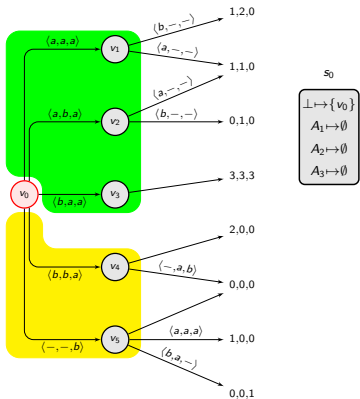 1,2,0
⟨b,−,−⟩
⟨a,a,a⟩
v₁
⟨a,−,−⟩
1,1,0
s₀
⟨a,−,−⟩
⊥↦{v₀}
⟨a,b,a⟩
v₂
⟨b,−,−⟩
0,1,0
A₁↦∅
A₂↦∅
A₃↦∅
3,3,3
v₀
⟨b,a,a⟩
v₃
2,0,0
⟨b,b,a⟩
v₄
⟨−,a,b⟩
0,0,0
⟨−,−,b⟩
v₅
⟨a,a,a⟩
1,0,0
⟨b,a,−⟩
0,0,1